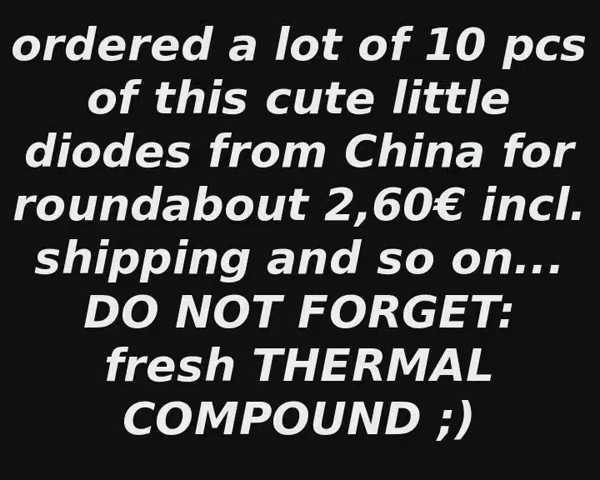 ordered a lot of 10 pcs
of this cute little
diodes from China for
roundabout 2,60€ incl.
shipping and so on...
DO NOT FORGET:
fresh THERMAL
COMPOUND ;)